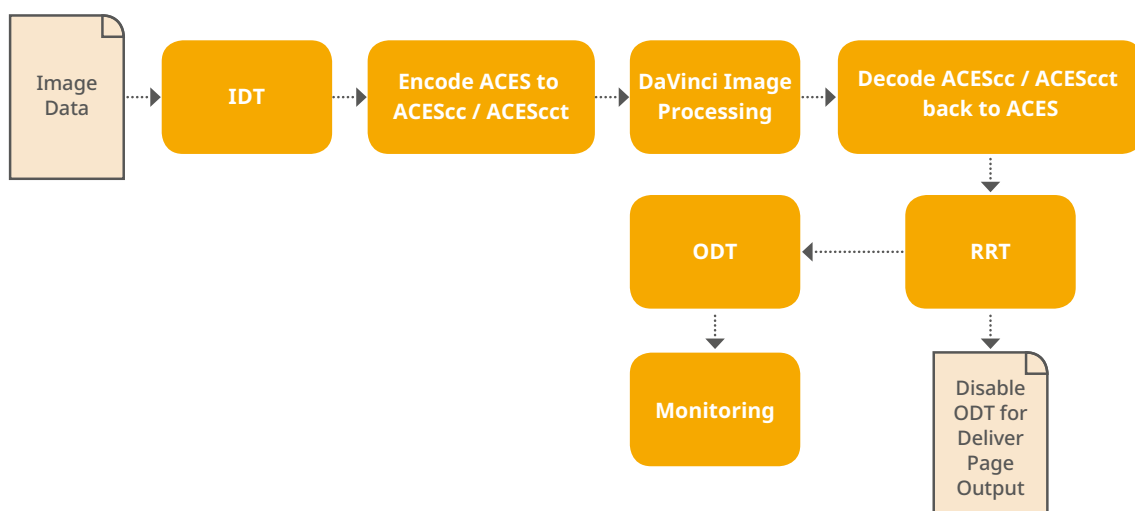 Image
Data
IDT
Encode ACES to
ACEScc / ACEScct
DaVinci Image
Processing
Decode ACEScc / ACEScct
back to ACES
ODT
RRT
Monitoring
Disable
ODT for
Deliver
Page
Output